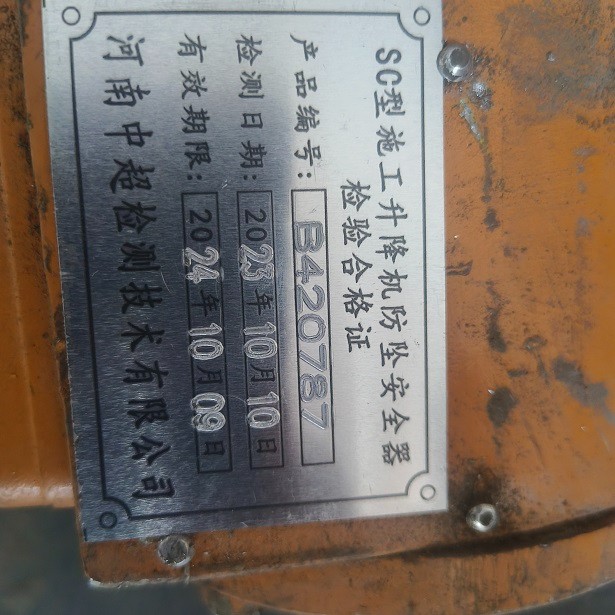 SC型施工升降机防坠安全器
检验合格证
产品编号: B420787
检测日期: 2023年10月10日
有效期限: 2024年10月09日
河南中超检测技术有限公司